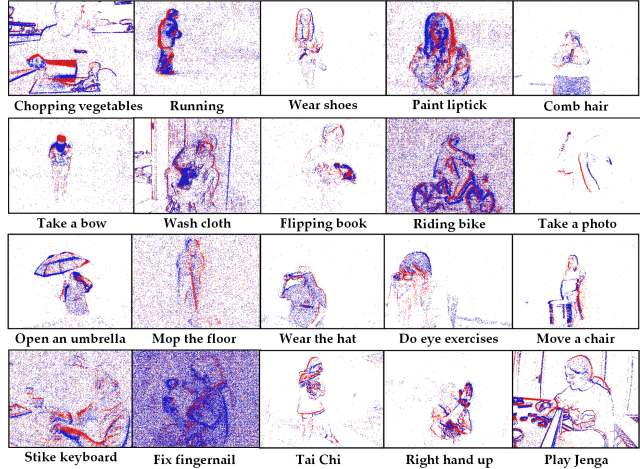 Chopping vegetables
Running
Wear shoes
Paint liptick
Comb hair
Take a bow
Wash cloth
Flipping book
Riding bike
Take a photo
Open an umbrella
Mop the floor
Wear the hat
Do eye exercises
Move a chair
Stike keyboard
Fix fingernail
Tai Chi
Right hand up
Play Jenga